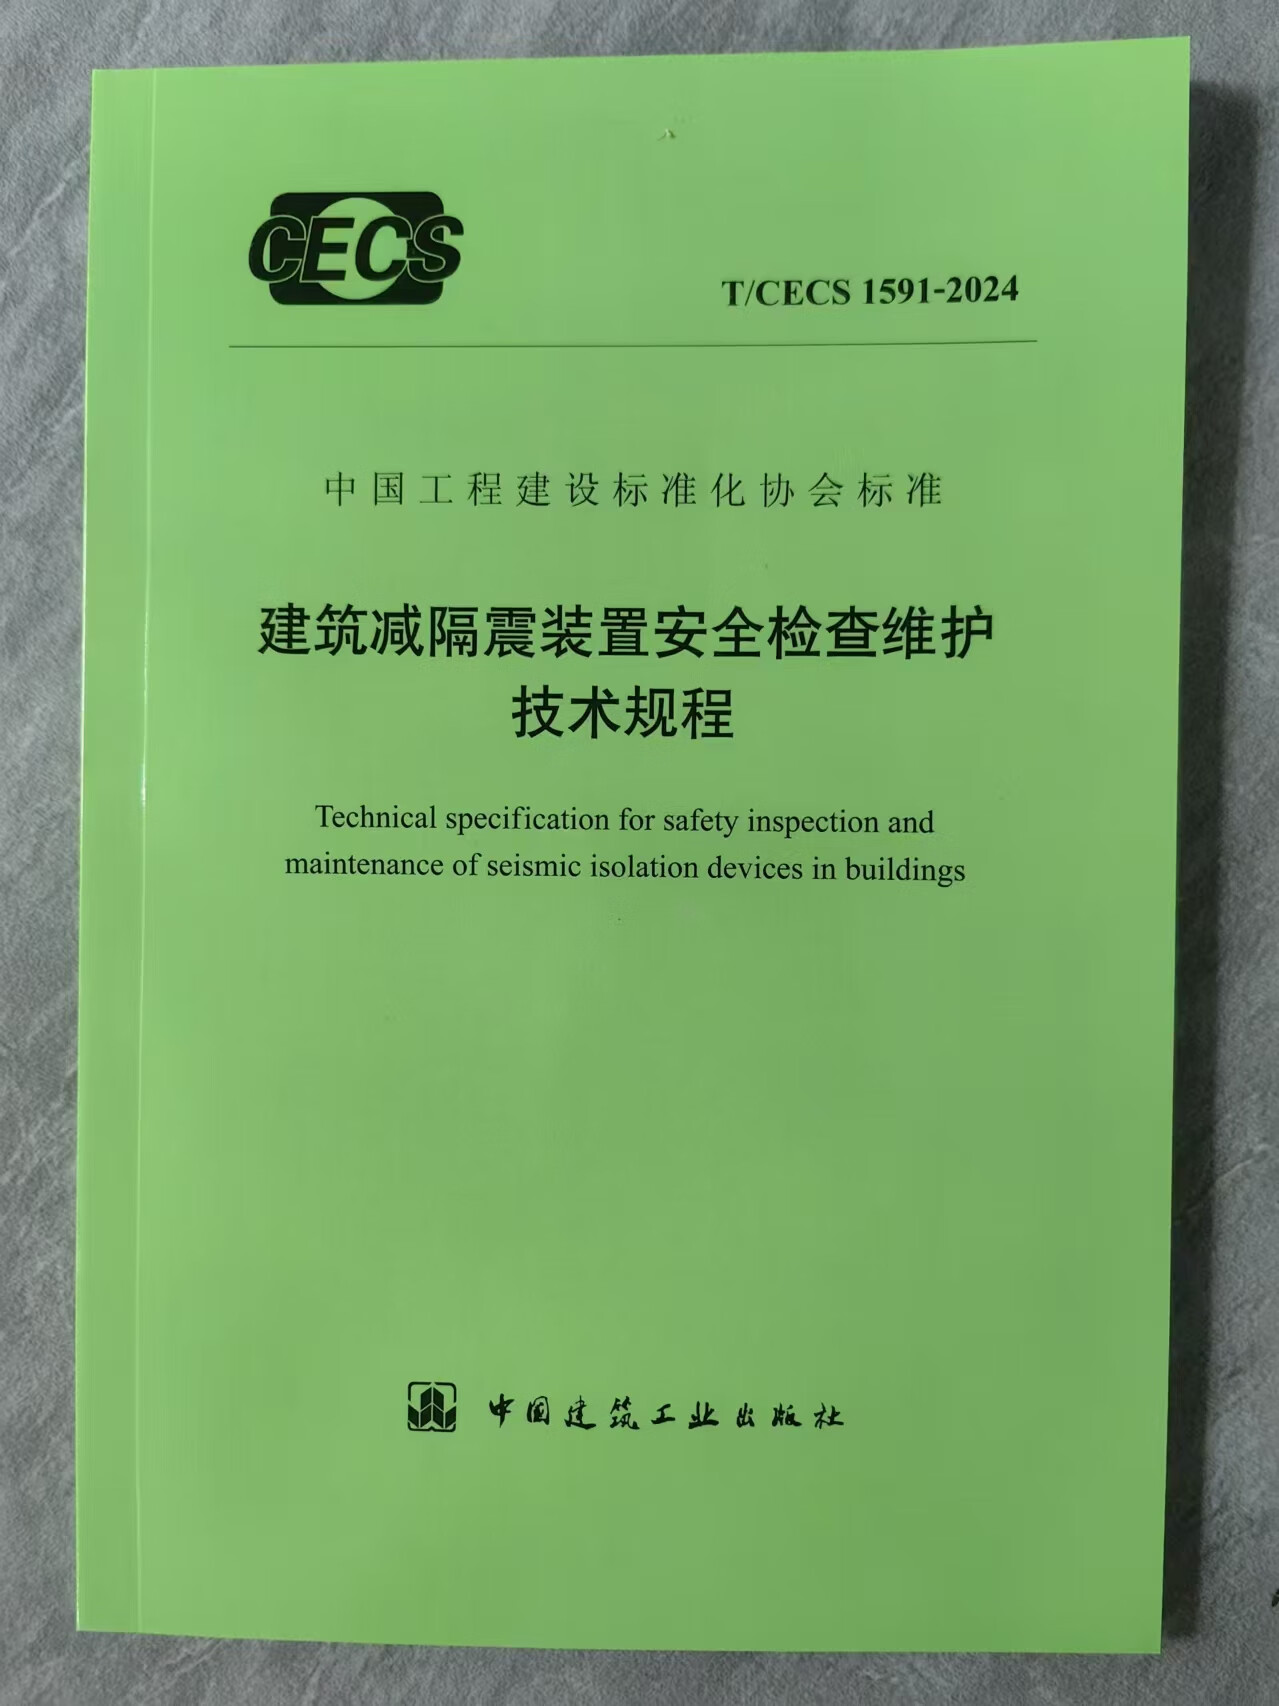 CECS
T/CECS 1591-2024
中国工程建设标准化协会标准
建筑减隔震装置安全检查维护
技术规程
Technical specification for safety inspection and
maintenance of seismic isolation devices in buildings
中国建筑工业出版社